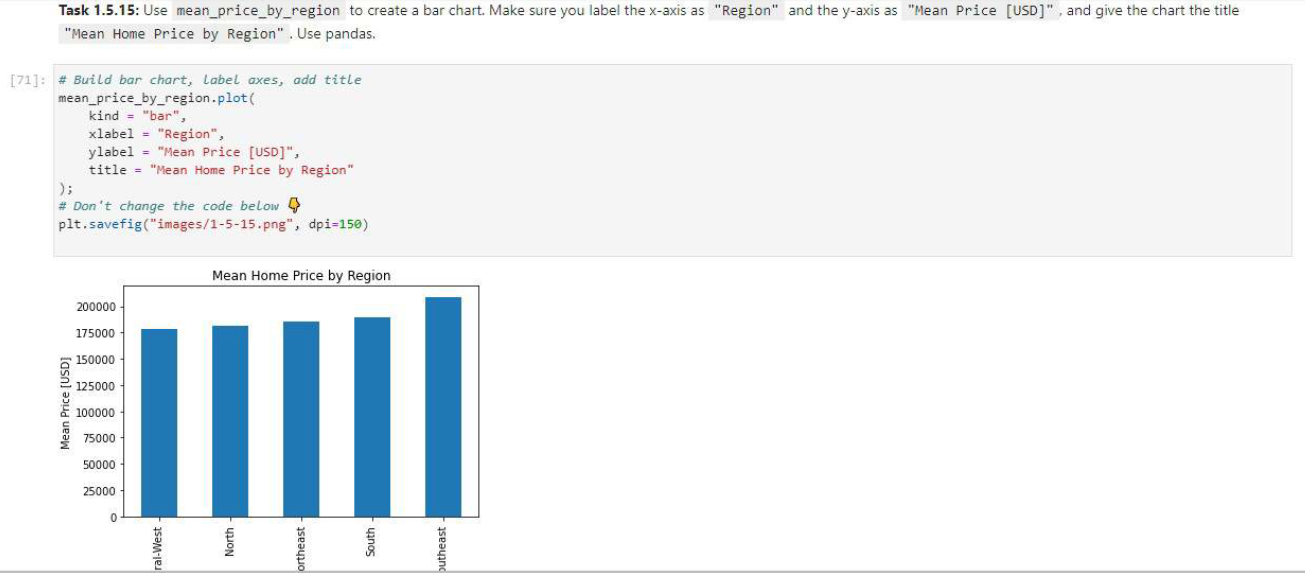 Task 1.5.15: Use mean_price_by_region to create a bar chart. Make sure you label the x-axis as "Region" and the y-axis as "Mean Price [USD]", and give the chart the title
"Mean Home Price by Region". Use pandas.
[71]: # Build bar chart, label axes, add title
mean_price_by_region.plot(
    kind = "bar",
    xlabel = "Region",
    ylabel = "Mean Price [USD]",
    title = "Mean Home Price by Region"
);
# Don't change the code below 👇
plt.savefig("images/1-5-15.png", dpi=150)
Mean Home Price by Region
200000
175000
150000
125000
100000
75000
50000
25000
0
Mean Price [USD]
ral-West
North
ortheast
South
outheast